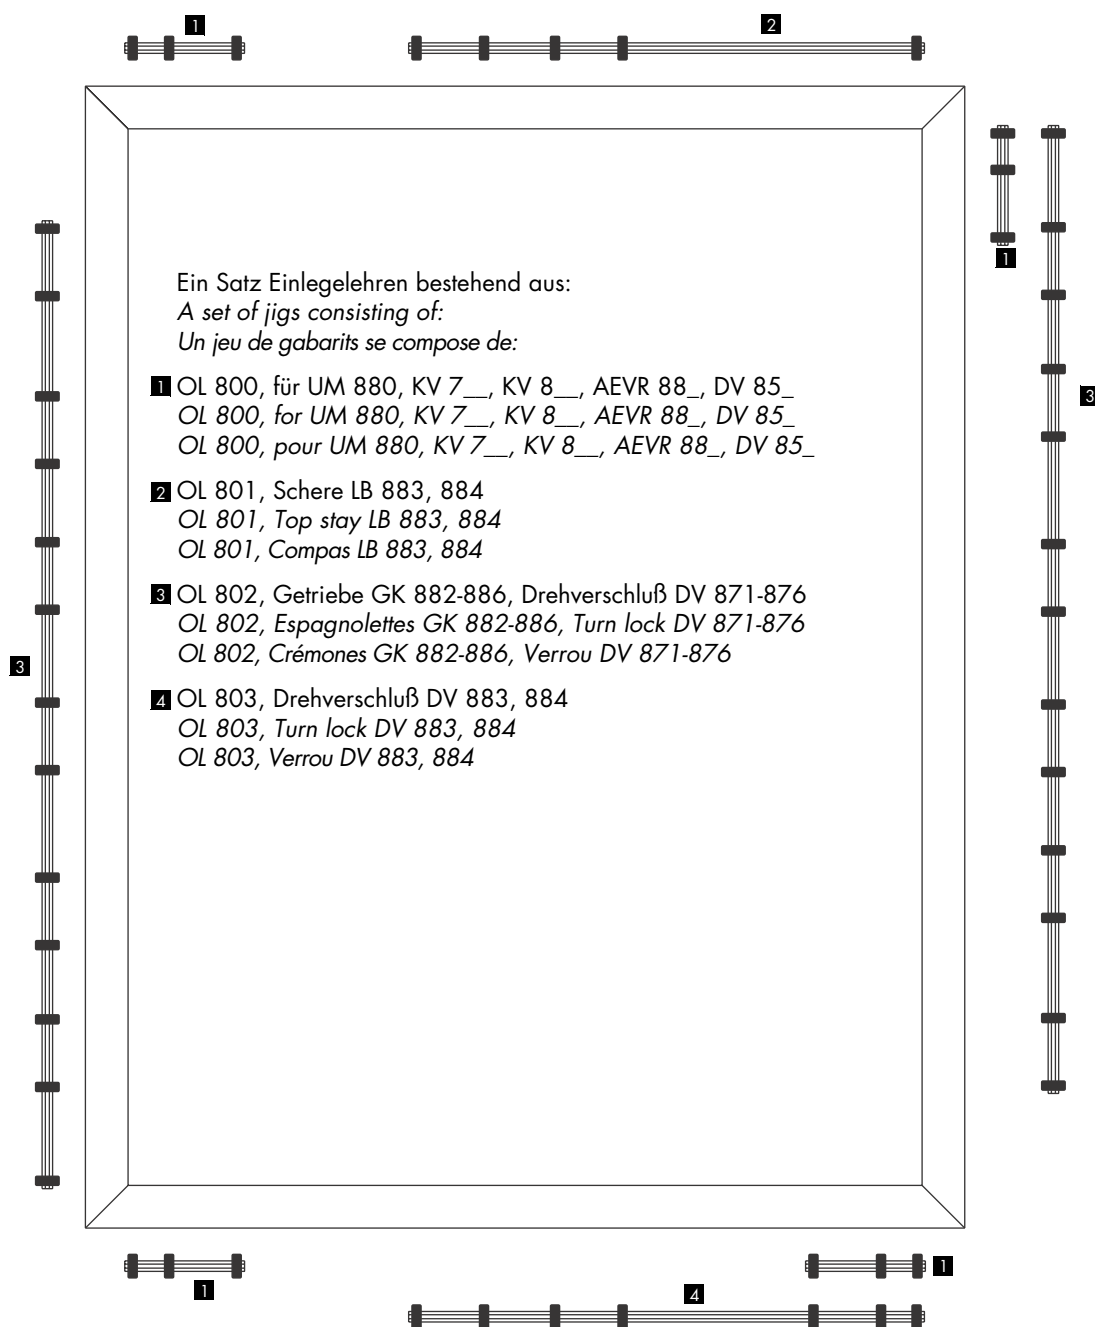 1
2
1
3
Ein Satz Einlegelehren bestehend aus:
A set of jigs consisting of:
Un jeu de gabarits se compose de:
1 OL 800, für UM 880, KV 7__, KV 8__, AEVR 88_, DV 85_
OL 800, for UM 880, KV 7__, KV 8__, AEVR 88_, DV 85_
OL 800, pour UM 880, KV 7__, KV 8__, AEVR 88_, DV 85_
2 OL 801, Schere LB 883, 884
OL 801, Top stay LB 883, 884
OL 801, Compas LB 883, 884
3 OL 802, Getriebe GK 882-886, Drehverschluß DV 871-876
OL 802, Espagnolettes GK 882-886, Turn lock DV 871-876
OL 802, Crémones GK 882-886, Verrou DV 871-876
3
4 OL 803, Drehverschluß DV 883, 884
OL 803, Turn lock DV 883, 884
OL 803, Verrou DV 883, 884
1
1
4